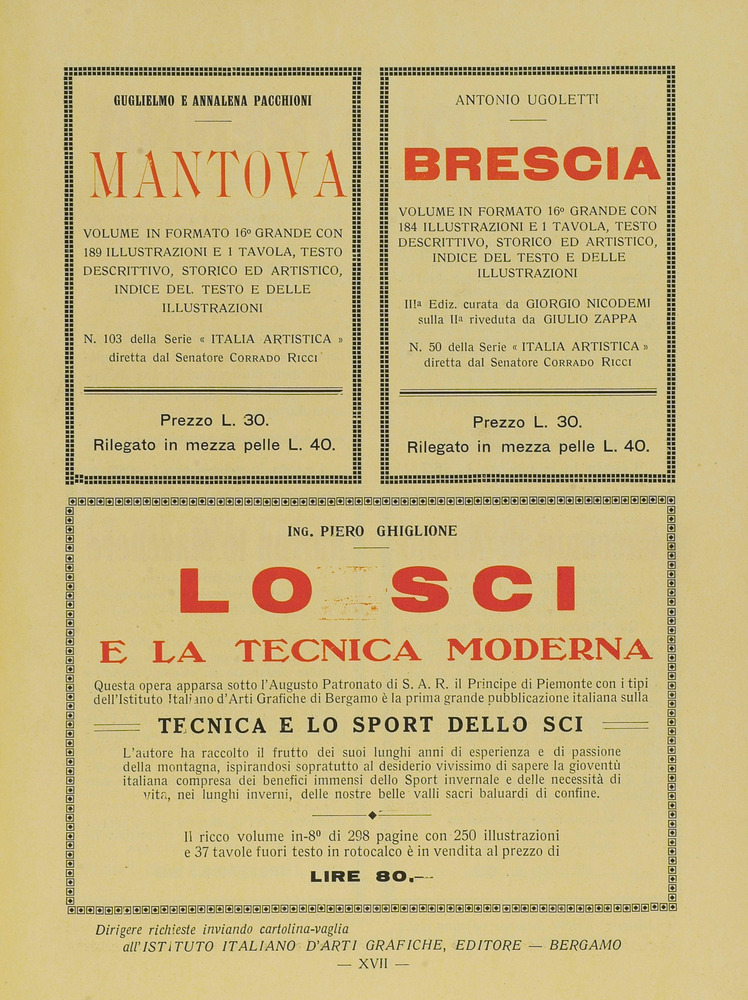 GUGLIELMO E ANNALENA PACCHIONI
MANTOVA
VOLUME IN FORMATO 16º GRANDE CON
189 ILLUSTRAZIONI E 1 TAVOLA, TESTO
DESCRITTIVO, STORICO ED ARTISTICO,
INDICE DEL TESTO E DELLE
ILLUSTRAZIONI
N. 103 della Serie « ITALIA ARTISTICA »
diretta dal Senatore CORRADO RICCI
Prezzo L. 30.
Rilegato in mezza pelle L. 40.
ANTONIO UGOLETTI
BRESCIA
VOLUME IN FORMATO 16º GRANDE CON
184 ILLUSTRAZIONI E 1 TAVOLA, TESTO
DESCRITTIVO, STORICO ED ARTISTICO,
INDICE DEL TESTO E DELLE
ILLUSTRAZIONI
IIIª Ediz. curata da GIORGIO NICODEMI
sulla IIª riveduta da GIULIO ZAPPA
N. 50 della Serie « ITALIA ARTISTICA »
diretta dal Senatore CORRADO RICCI
Prezzo L. 30.
Rilegato in mezza pelle L. 40.
ING. PIERO GHIGLIONE
LO SCI
E LA TECNICA MODERNA
Questa opera apparsa sotto l'Augusto Patronato di S. A. R. il Principe di Piemonte con i tipi
dell'Istituto Italiano d'Arti Grafiche di Bergamo è la prima grande pubblicazione italiana sulla
TECNICA E LO SPORT DELLO SCI
L'autore ha raccolto il frutto dei suoi lunghi anni di esperienza e di passione
della montagna, ispirandosi sopratutto al desiderio vivissimo di sapere la gioventù
italiana compresa dei benefici immensi dello Sport invernale e delle necessità di
vita, nei lunghi inverni, delle nostre belle valli sacri baluardi di confine.
Il ricco volume in-8º di 298 pagine con 250 illustrazioni
e 37 tavole fuori testo in rotocalco è in vendita al prezzo di
LIRE 80.—
Dirigere richieste inviando cartolina-vaglia
all'ISTITUTO ITALIANO D'ARTI GRAFICHE, EDITORE — BERGAMO
— XVII —